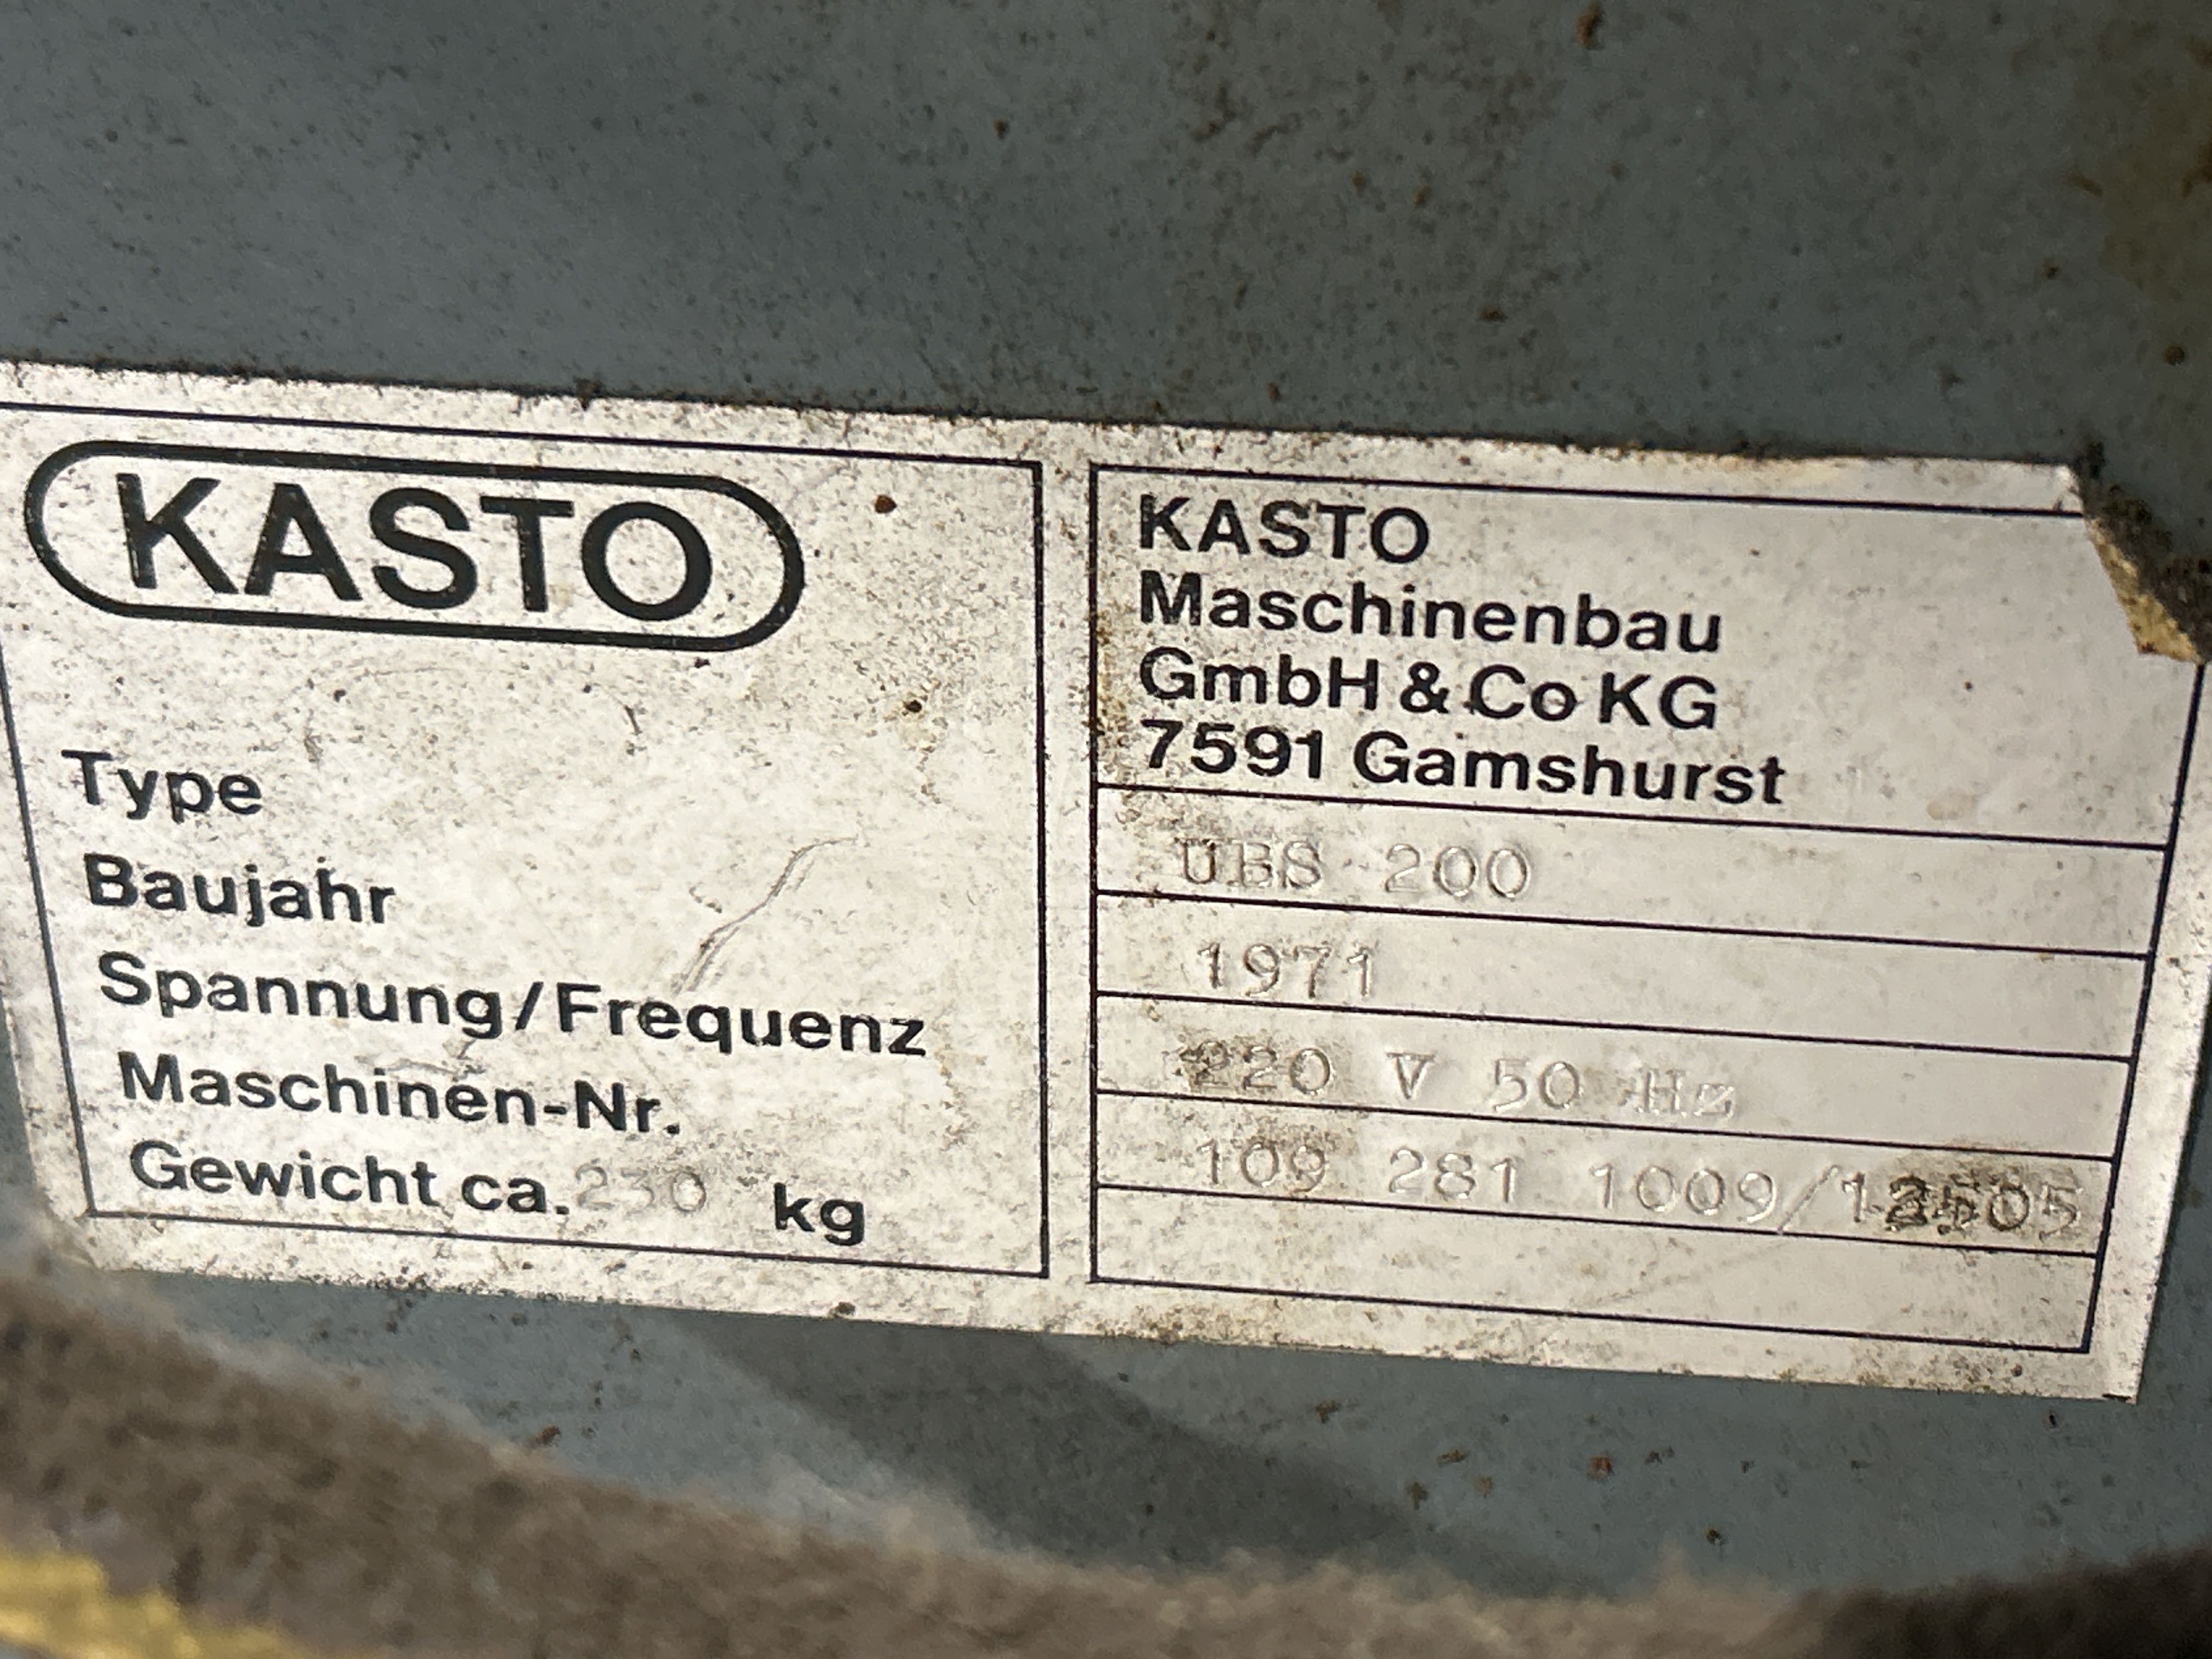 KASTO
KASTO
Maschinenbau
GmbH & Co KG
7591 Gamshurst
Type UBS 200
Baujahr 1971
Spannung/Frequenz 220 V 50 Hz
Maschinen-Nr. 109 281 1009/12505
Gewicht ca. 230 kg